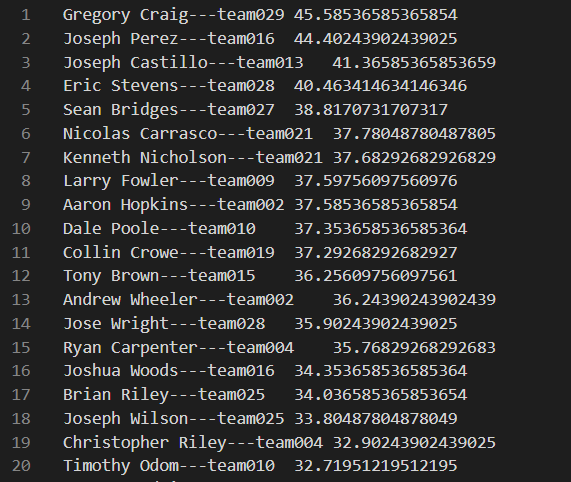 1 Gregory Craig---team029 45.58536585365854
2 Joseph Perez---team016 44.40243902439025
3 Joseph Castillo---team013 41.36585365853659
4 Eric Stevens---team028 40.463414634146346
5 Sean Bridges---team027 38.8170731707317
6 Nicolas Carrasco---team021 37.78048780487805
7 Kenneth Nicholson---team021 37.68292682926829
8 Larry Fowler---team009 37.59756097560976
9 Aaron Hopkins---team002 37.58536585365854
10 Dale Poole---team010 37.353658536585364
11 Collin Crowe---team019 37.29268292682927
12 Tony Brown---team015 36.25609756097561
13 Andrew Wheeler---team002 36.24390243902439
14 Jose Wright---team028 35.90243902439025
15 Ryan Carpenter---team004 35.76829268292683
16 Joshua Woods---team016 34.353658536585364
17 Brian Riley---team025 34.036585365853654
18 Joseph Wilson---team025 33.80487804878049
19 Christopher Riley---team004 32.90243902439025
20 Timothy Odom---team010 32.71951219512195